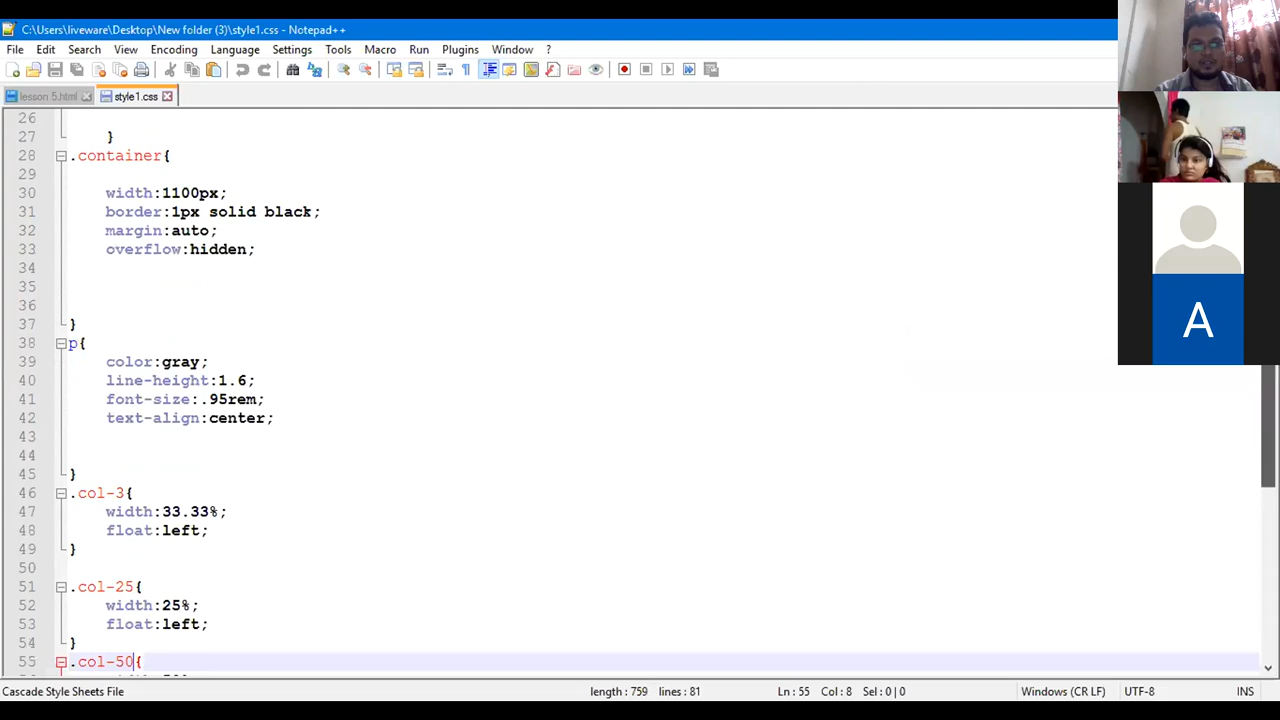 C:\Users\liveware\Desktop\New folder (3)\style1.css - Notepad++
File Edit Search View Encoding Language Settings Tools Macro Run Plugins Window ?
lesson 5.html style1.css
26
27 }
28 .container{
29
30 width:1100px;
31 border:1px solid black;
32 margin:auto;
33 overflow:hidden;
34
35
36
37 }
38 p{
39 color:gray;
40 line-height:1.6;
41 font-size:.95rem;
42 text-align:center;
43
44
45 }
46 .col-3{
47 width:33.33%;
48 float:left;
49 }
50
51 .col-25{
52 width:25%;
53 float:left;
54 }
55 .col-50{
Cascade Style Sheets File length : 759 lines : 81 Ln : 55 Col : 8 Sel : 0 | 0 Windows (CR LF) UTF-8 INS
A